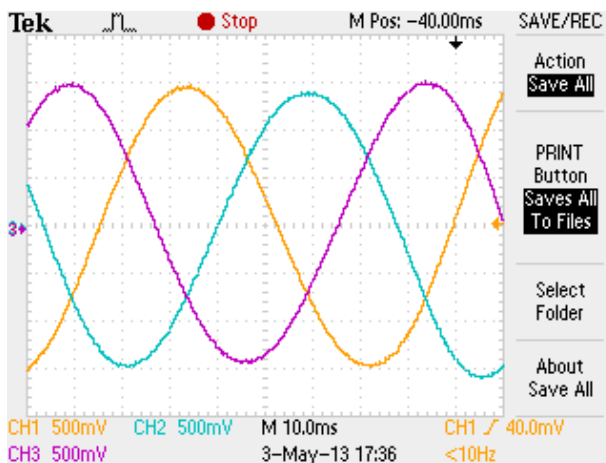 Tek Stop M Pos: -40.00ms SAVE/REC
Action
Save All
PRINT
Button
Saves All
To Files
3
Select
Folder
About
Save All
CH1 500mV CH2 500mV M 10.0ms CH1 40.0mV
CH3 500mV 3-May-13 17:36 <10Hz